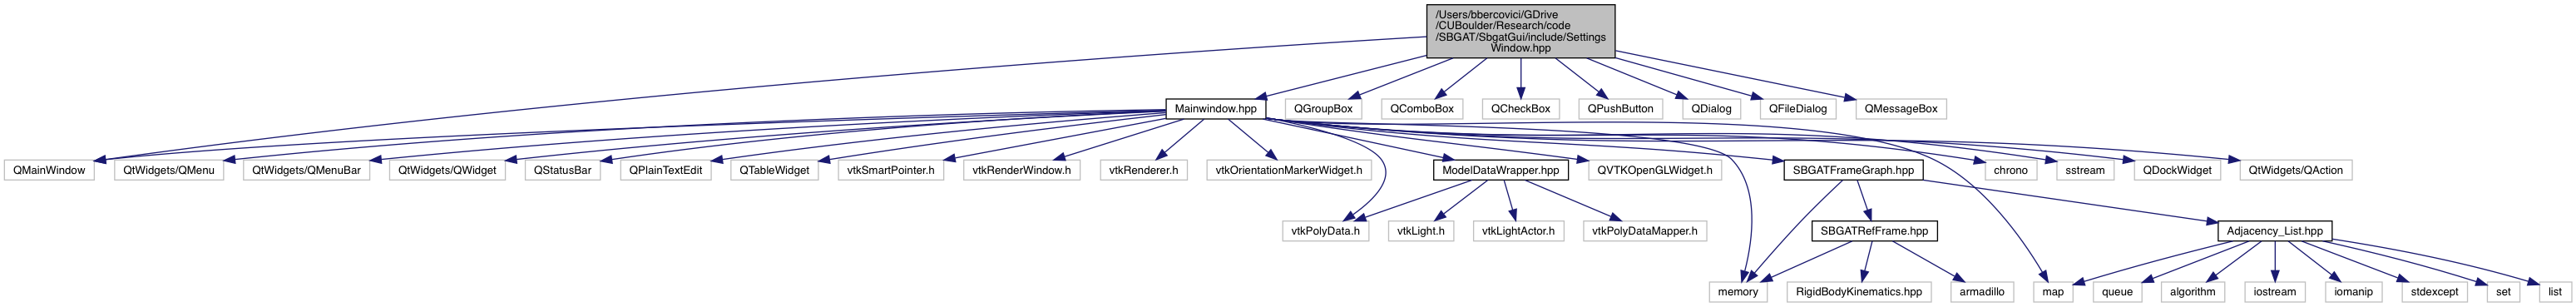 /Users/bbercovici/GDrive
/CUBoulder/Research/code
/SBGAT/SbgatGui/include/Settings
Window.hpp
Mainwindow.hpp
QGroupBox
QComboBox
QCheckBox
QPushButton
QDialog
QFileDialog
QMessageBox
QMainWindow
QtWidgets/QMenu
QtWidgets/QMenuBar
QtWidgets/QWidget
QStatusBar
QPlainTextEdit
QTableWidget
vtkSmartPointer.h
vtkRenderWindow.h
vtkRenderer.h
vtkOrientationMarkerWidget.h
ModelDataWrapper.hpp
QVTKOpenGLWidget.h
SBGATFrameGraph.hpp
chrono
sstream
QDockWidget
QtWidgets/QAction
vtkPolyData.h
vtkLight.h
vtkLightActor.h
vtkPolyDataMapper.h
SBGATRefFrame.hpp
Adjacency_List.hpp
memory
RigidBodyKinematics.hpp
armadillo
map
queue
algorithm
iostream
iomanip
stdexcept
set
list